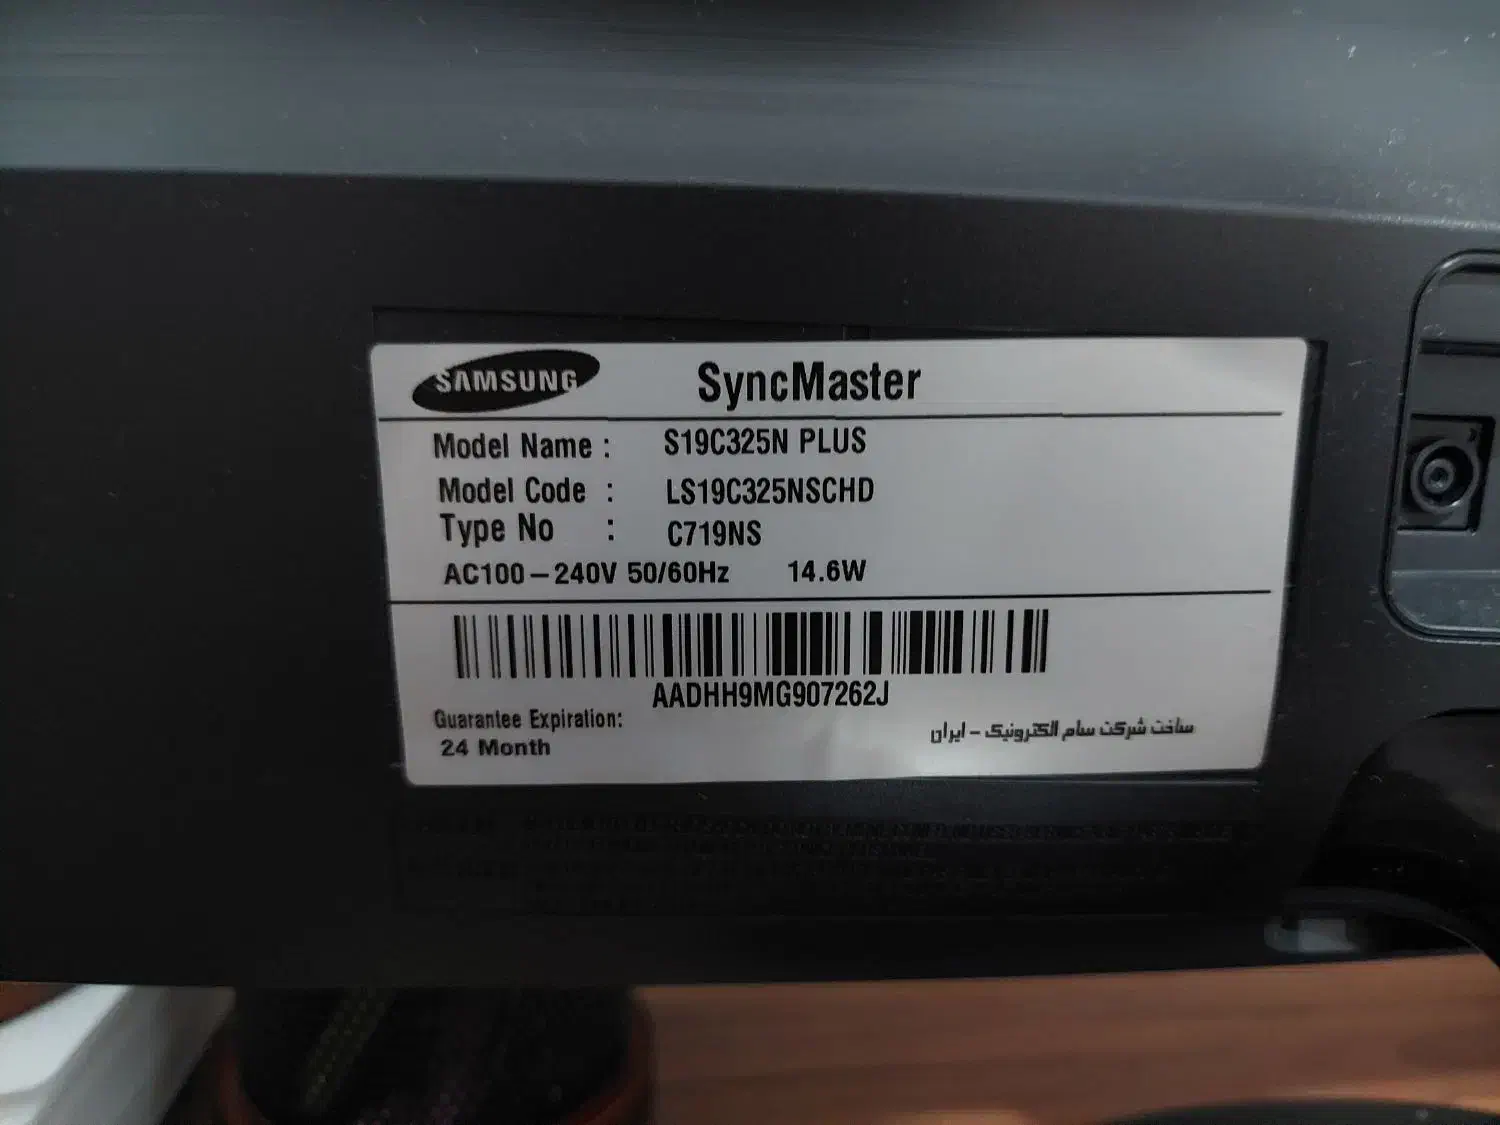 SAMSUNG SyncMaster
Model Name : S19C325N PLUS
Model Code : LS19C325NSCHD
Type No : C719NS
AC100–240V 50/60Hz 14.6W
AADHH9MG907262J
Guarantee Expiration:
24 Month
ساخت شرکت سام الکترونیک – ایران